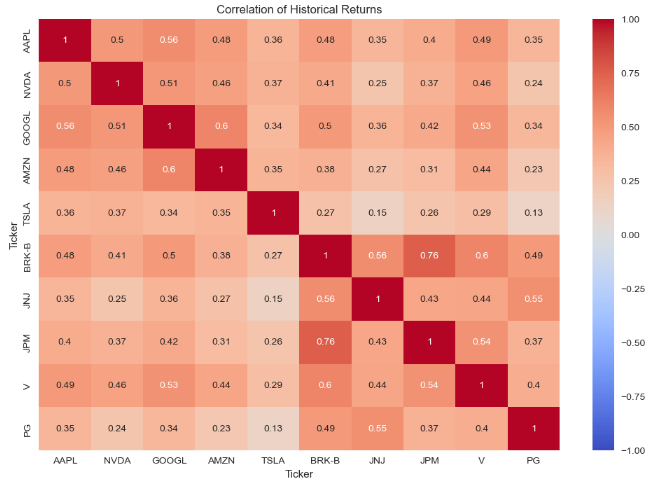 Correlation of Historical Returns
AAPL 1 0.5 0.56 0.48 0.36 0.48 0.35 0.4 0.49 0.35
NVDA 0.5 1 0.51 0.46 0.37 0.41 0.25 0.37 0.46 0.24
GOOGL 0.56 0.51 1 0.6 0.34 0.5 0.36 0.42 0.53 0.34
AMZN 0.48 0.46 0.6 1 0.35 0.38 0.27 0.31 0.44 0.23
TSLA 0.36 0.37 0.34 0.35 1 0.27 0.15 0.26 0.29 0.13
BRK-B 0.48 0.41 0.5 0.38 0.27 1 0.56 0.76 0.6 0.49
JNJ 0.35 0.25 0.36 0.27 0.15 0.56 1 0.43 0.44 0.55
JPM 0.4 0.37 0.42 0.31 0.26 0.76 0.43 1 0.54 0.37
V 0.49 0.46 0.53 0.44 0.29 0.6 0.44 0.54 1 0.4
PG 0.35 0.24 0.34 0.23 0.13 0.49 0.55 0.37 0.4 1
AAPL NVDA GOOGL AMZN TSLA BRK-B JNJ JPM V PG
Ticker
Ticker
1.00
0.75
0.50
0.25
0.00
−0.25
−0.50
−0.75
−1.00